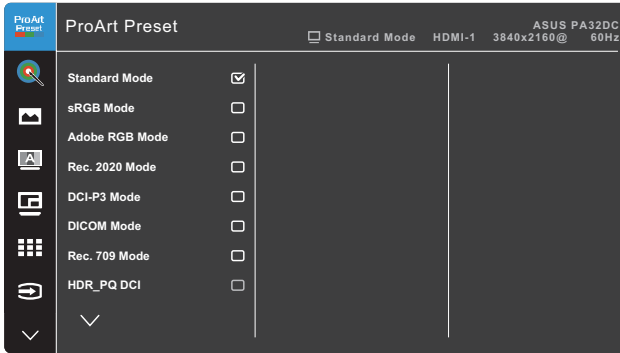 ProArt
Preset
ProArt Preset
Standard Mode HDMI-1
ASUS PA32DC
3840x2160@ 60Hz
Standard Mode
sRGB Mode
Adobe RGB Mode
Rec. 2020 Mode
DCI-P3 Mode
DICOM Mode
Rec. 709 Mode
HDR_PQ DCI
A